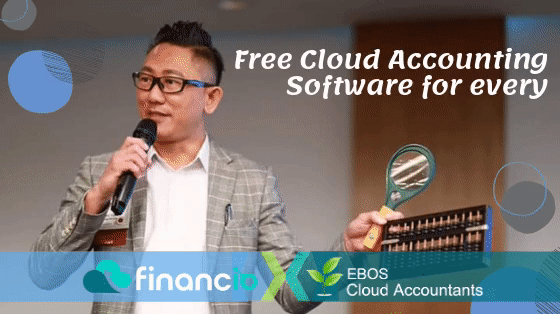 Free Cloud Accounting
Software for every
financio X EBOS
Cloud Accountants